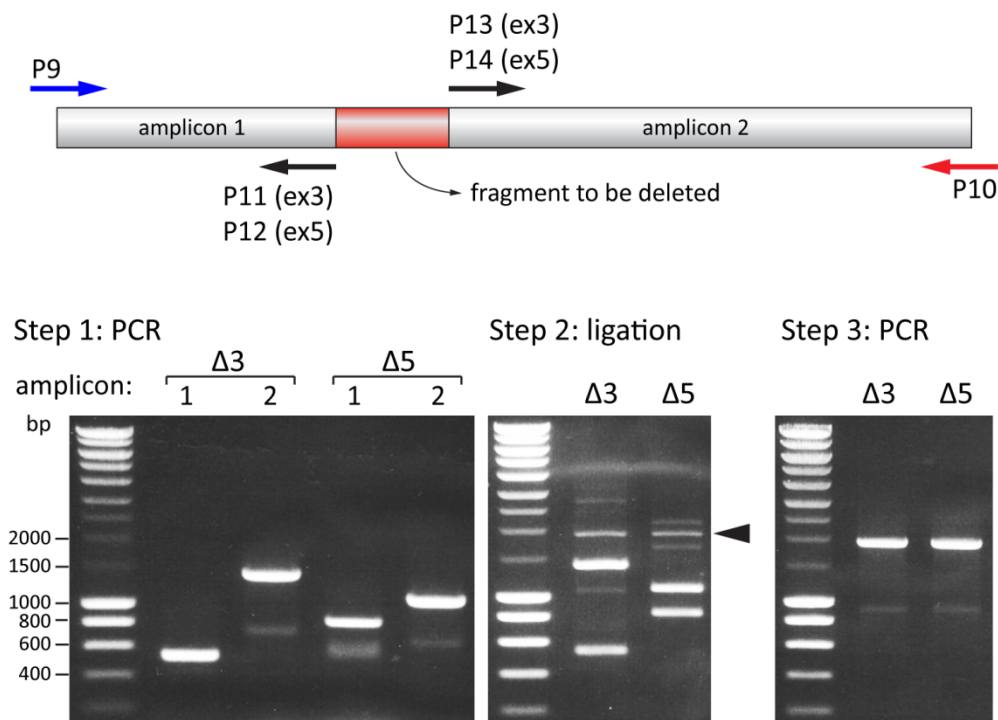 P13 (ex3)
P14 (ex5)
P9
amplicon 1
amplicon 2
P11 (ex3)
P12 (ex5)
fragment to be deleted
P10
Step 1: PCR
Step 2: ligation
Step 3: PCR
Δ3
Δ5
amplicon:
1
2
1
2
Δ3
Δ5
Δ3
Δ5
bp
2000
1500
1000
800
600
400